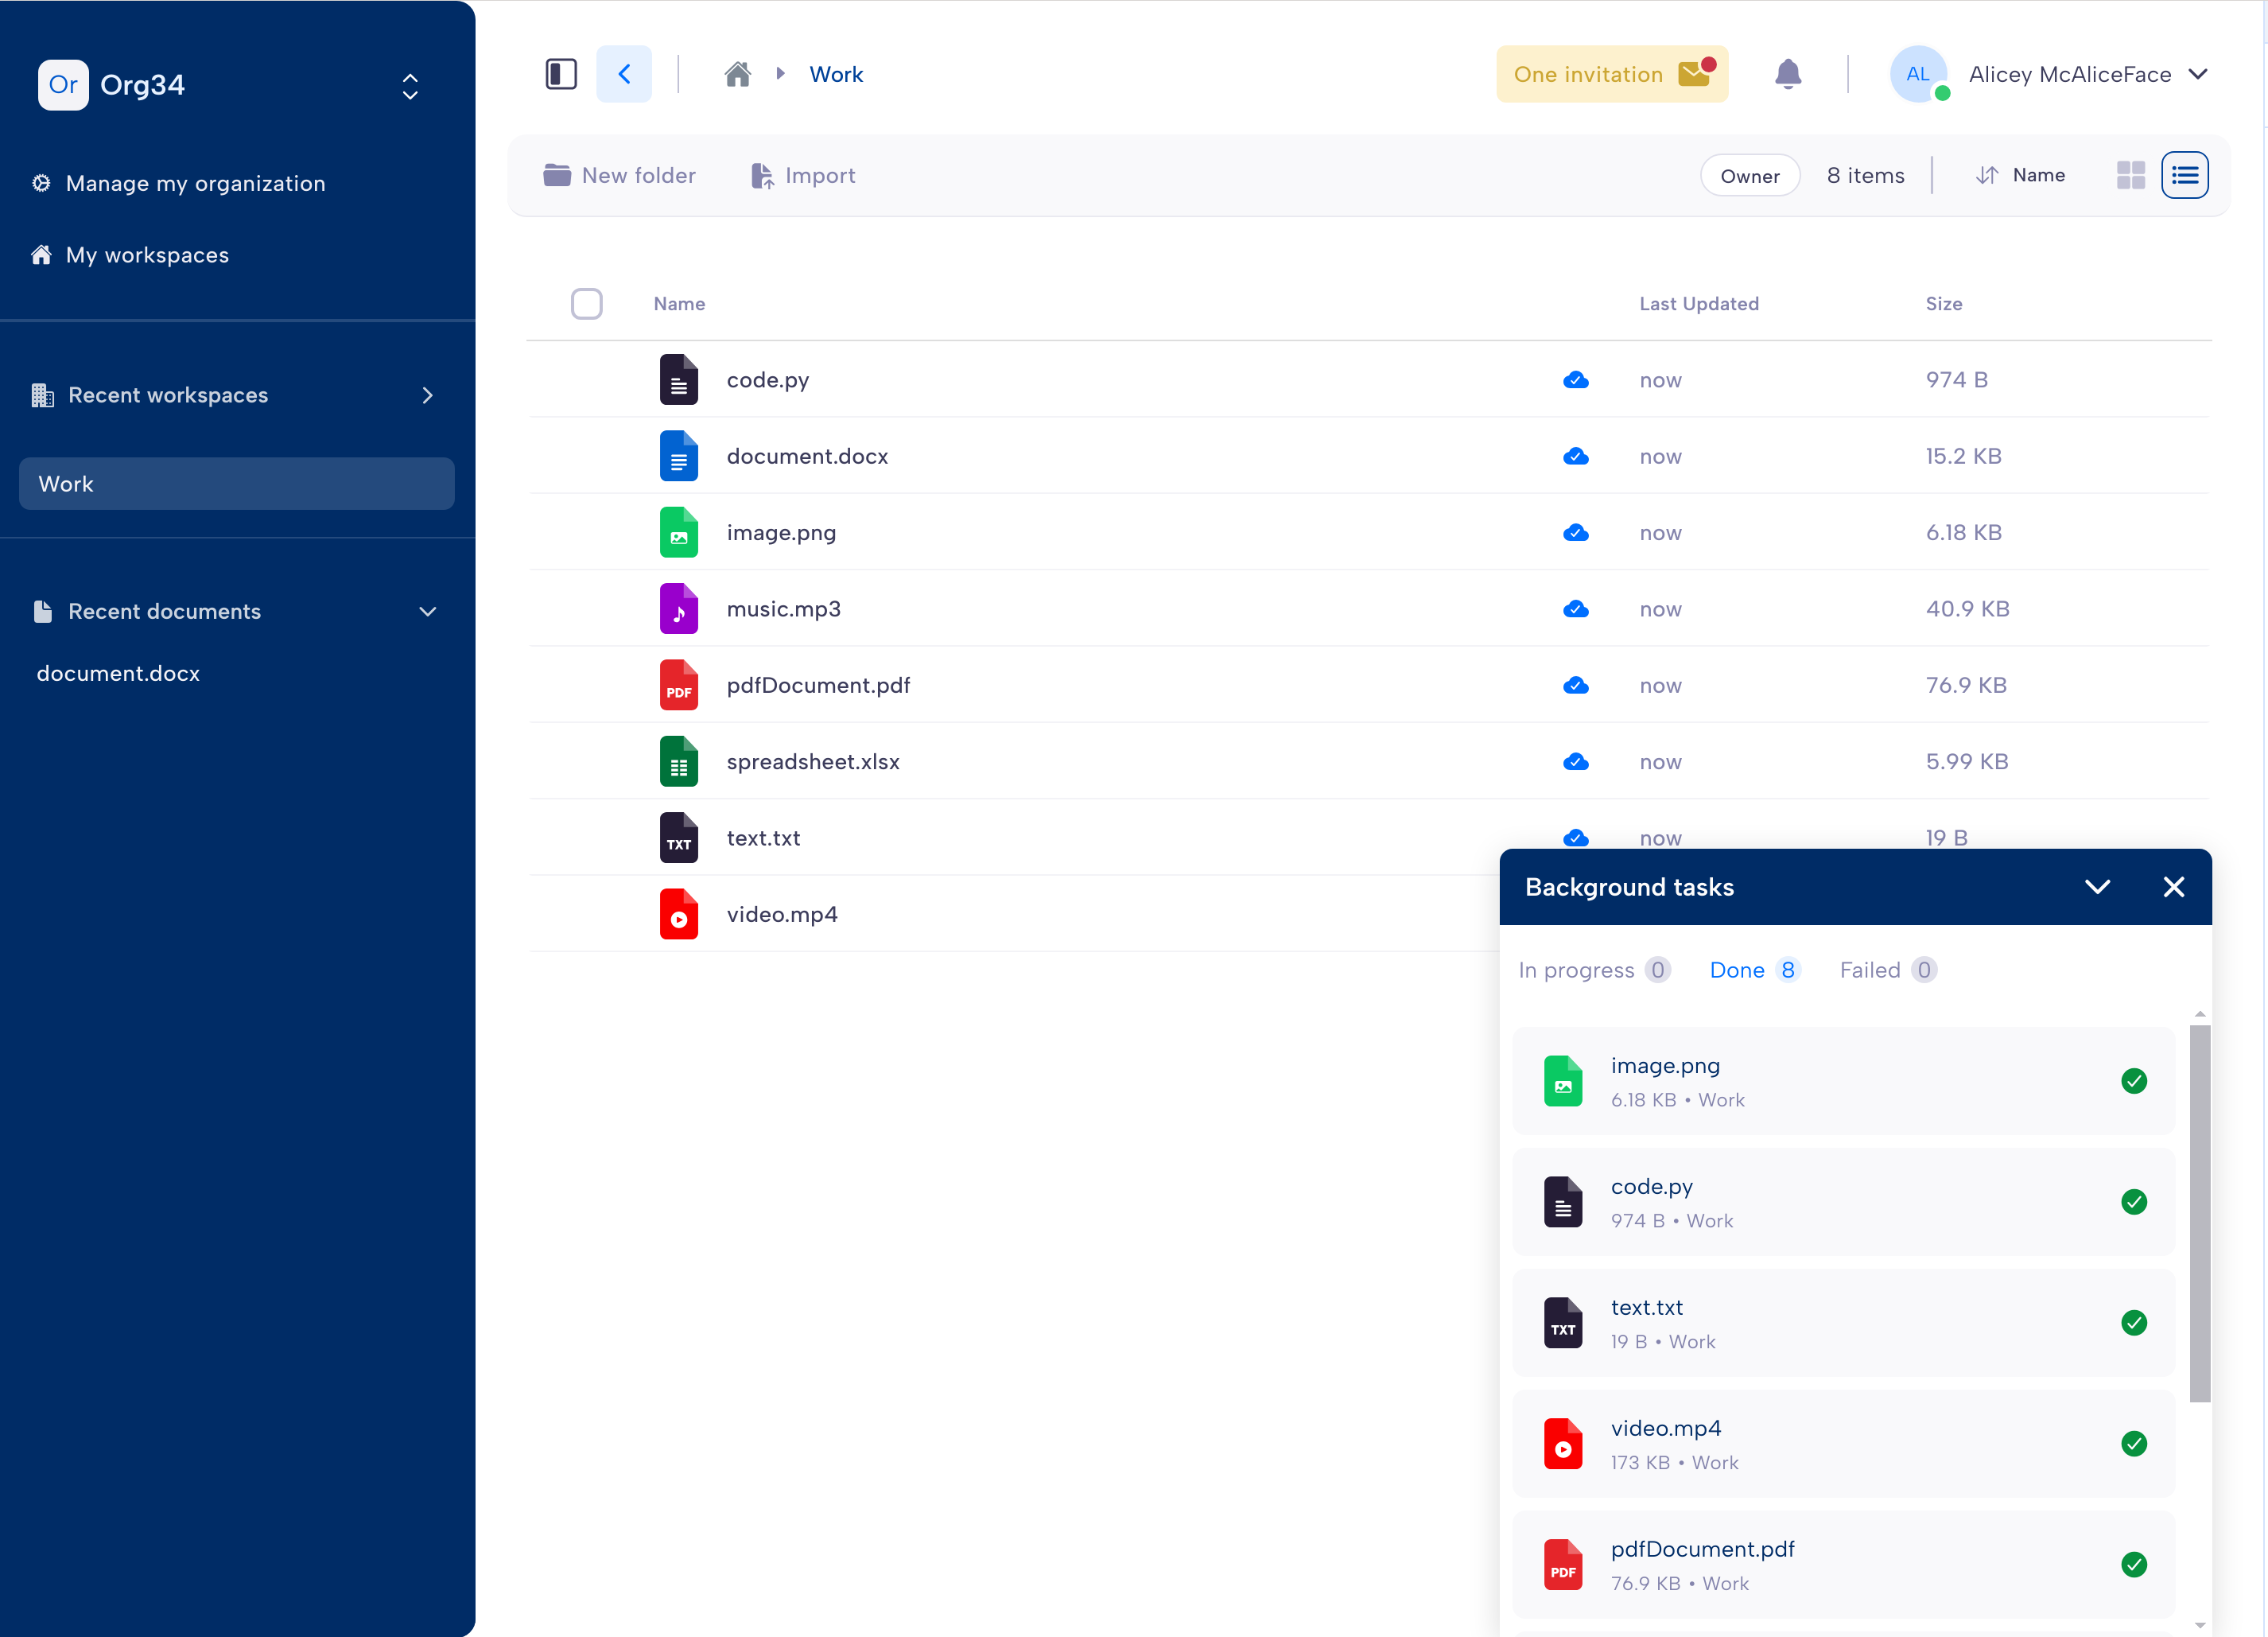 Or Org34
Manage my organization
My workspaces
Recent workspaces
Work
Recent documents
document.docx
Work
One invitation
AL Alicey McAliceFace
New folder Import
Owner 8 items Name
Name Last Updated Size
code.py now 974 B
document.docx now 15.2 KB
image.png now 6.18 KB
music.mp3 now 40.9 KB
PDF pdfDocument.pdf now 76.9 KB
spreadsheet.xlsx now 5.99 KB
TXT text.txt now 19 B
video.mp4
Background tasks
In progress 0 Done 8 Failed 0
image.png
6.18 KB • Work
code.py
974 B • Work
text.txt
TXT
19 B • Work
video.mp4
173 KB • Work
pdfDocument.pdf
PDF
76.9 KB • Work